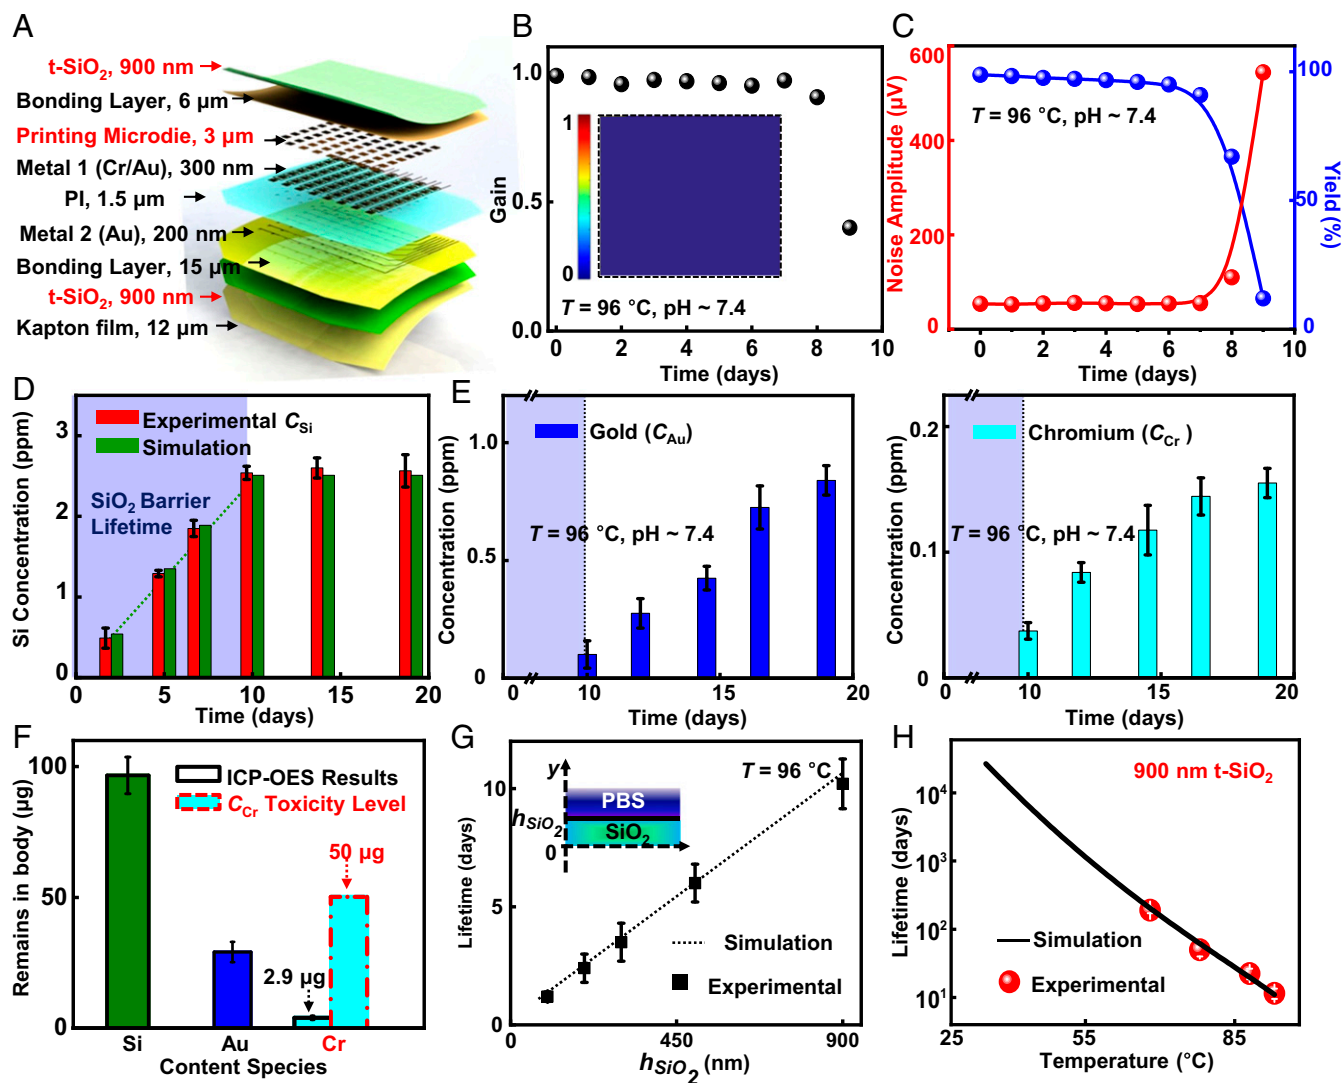 A
t-SiO2, 900 nm
Bonding Layer, 6 µm
Printing Microdie, 3 µm
Metal 1 (Cr/Au), 300 nm
PI, 1.5 µm
Metal 2 (Au), 200 nm
Bonding Layer, 15 µm
t-SiO2, 900 nm
Kapton film, 12 µm
B
Gain
1.0
0.5
0.0
1
0
T = 96 °C, pH ~ 7.4
0 2 4 6 8 10
Time (days)
C
Noise Amplitude (µV)
600
400
200
0
T = 96 °C, pH ~ 7.4
100
50
0
Yield (%)
0 2 4 6 8 10
Time (days)
D
Si Concentration (ppm)
3
2
1
0
Experimental CSi
Simulation
SiO2 Barrier
Lifetime
0 5 10 15 20
Time (days)
E
Concentration (ppm)
1.0
0.5
0
Gold (CAu)
T = 96 °C, pH ~ 7.4
0 10 15 20
Time (days)
Concentration (ppm)
0.2
0.1
0
Chromium (CCr )
T = 96 °C, pH ~ 7.4
0 10 15 20
Time (days)
F
Remains in body (µg)
100
50
0
ICP-OES Results
CCr Toxicity Level
50 µg
2.9 µg
Si Au Cr
Content Species
G
Lifetime (days)
10
5
0
y
T = 96 °C
PBS
hSiO2
SiO2
0
Simulation
Experimental
0 450 900
hSiO2 (nm)
H
Lifetime (days)
10^4
10^3
10^2
10^1
900 nm t-SiO2
Simulation
Experimental
25 55 85
Temperature (°C)